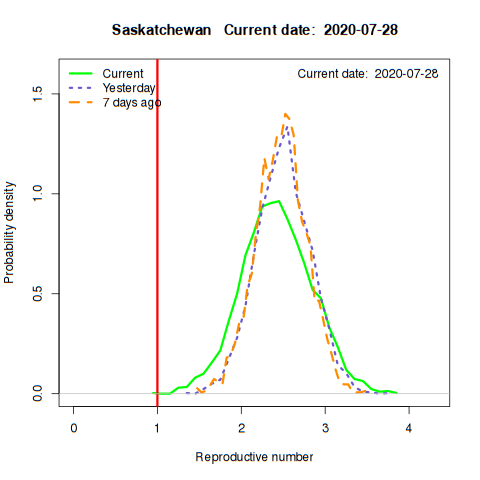 Saskatchewan Current date: 2020-07-28
Current date: 2020-07-28
Current
Yesterday
7 days ago
Probability density
1.5
1.0
0.5
0.0
0 1 2 3 4
Reproductive number